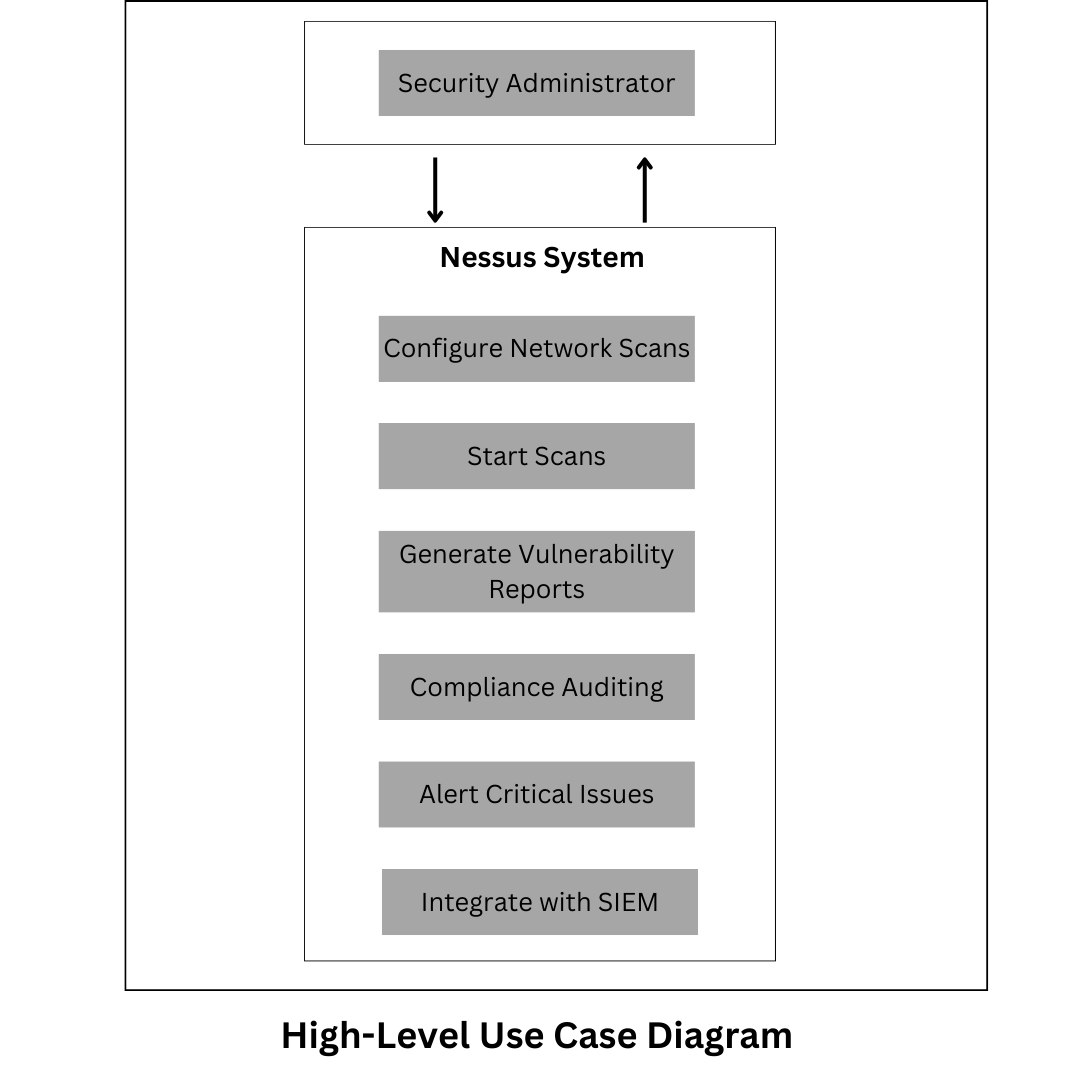 Security Administrator
Nessus System
Configure Network Scans
Start Scans
Generate Vulnerability
Reports
Compliance Auditing
Alert Critical Issues
Integrate with SIEM
High-Level Use Case Diagram